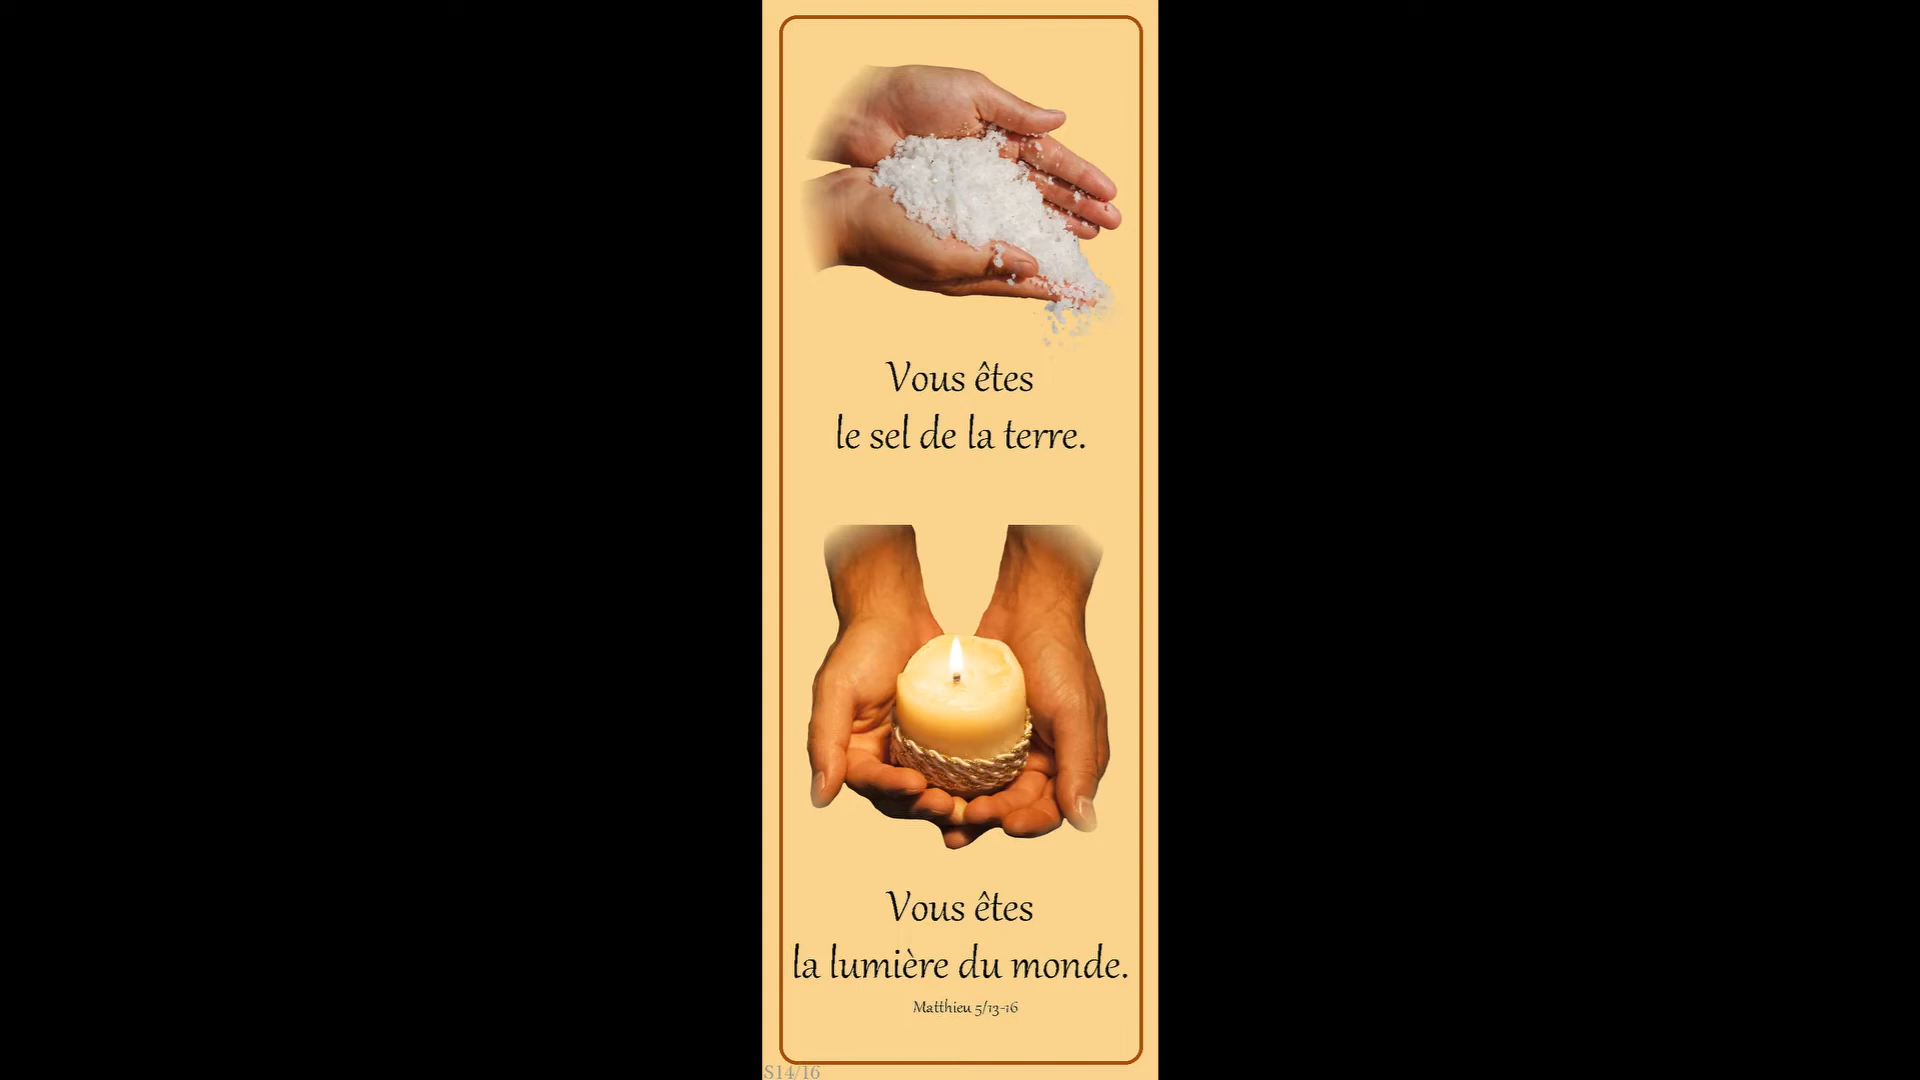 Vous êtes
le sel de la terre.
Vous êtes
la lumière du monde.
Matthieu 5/13-16
S14/16